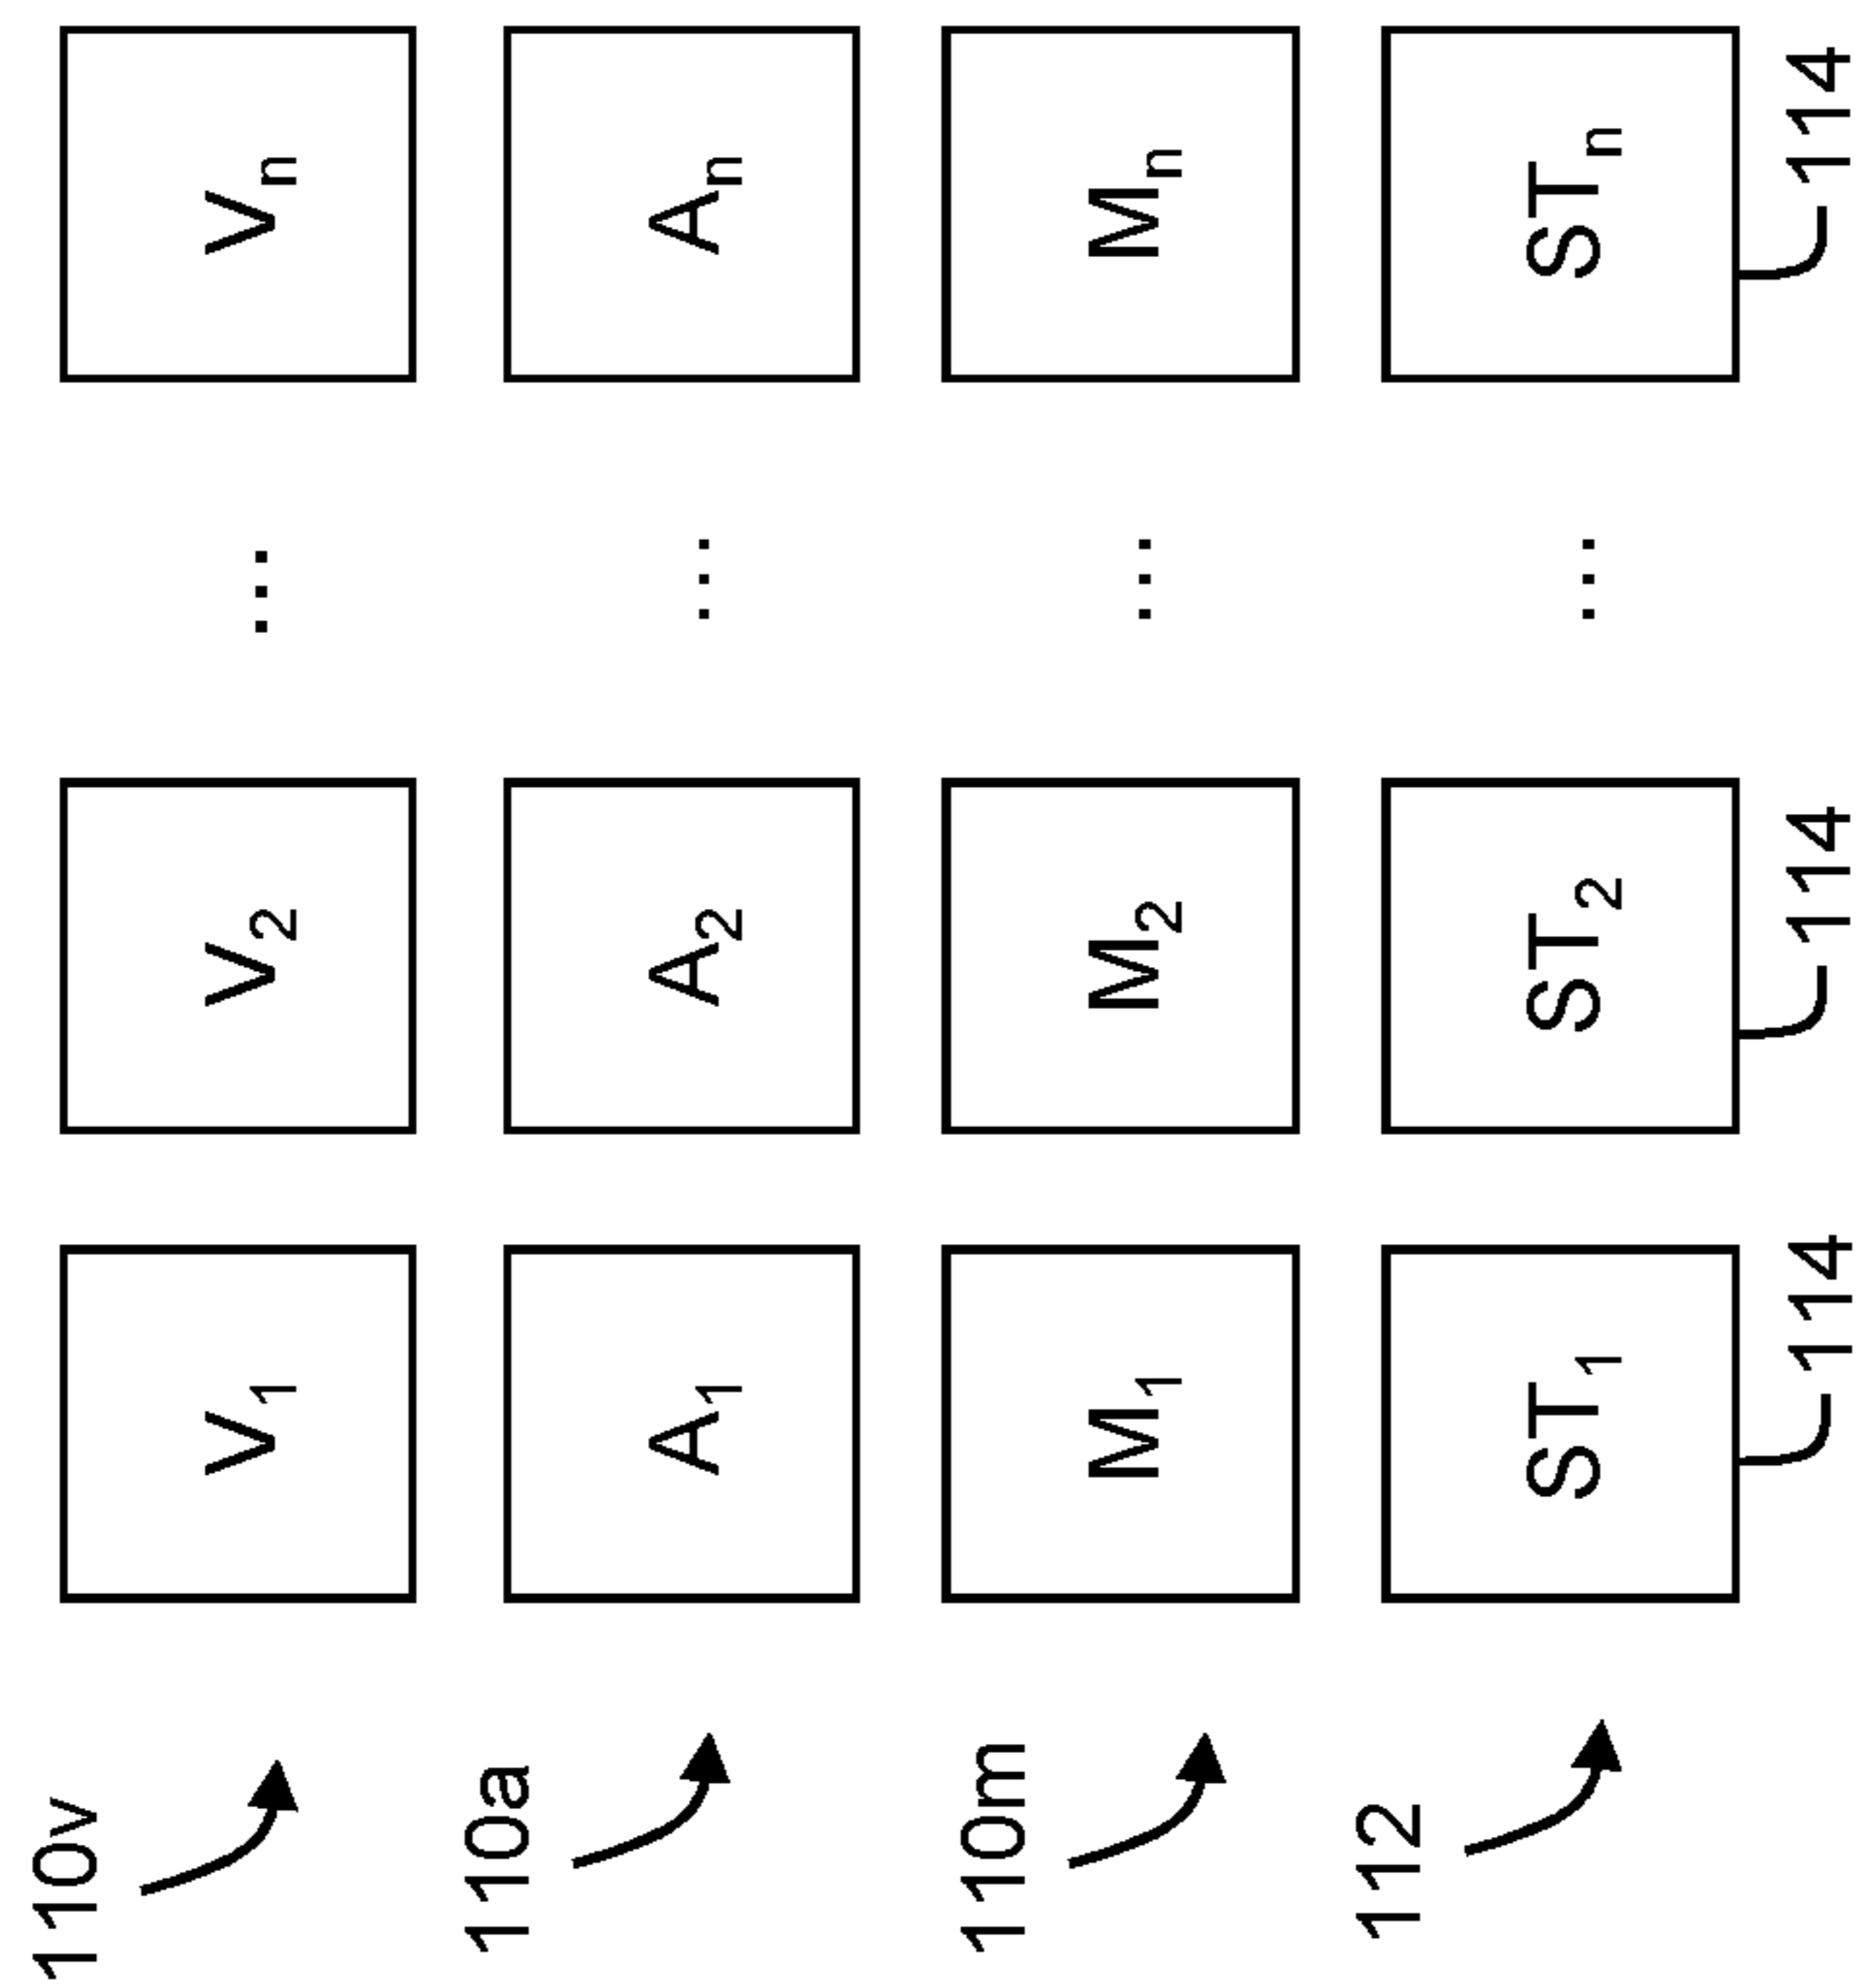 110v V1 V2 ... Vn
110a A1 A2 ... An
110m M1 M2 ... Mn
112 ST1 ST2 ... STn
114 114 114